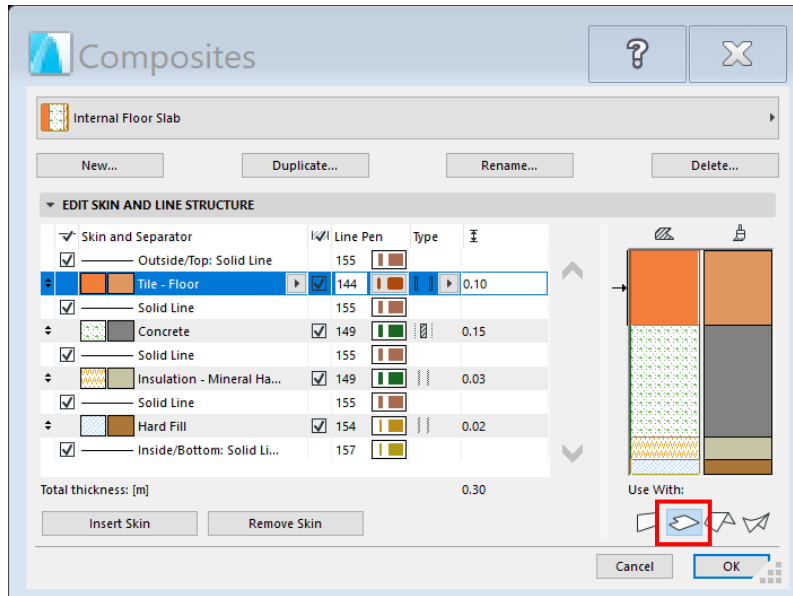 Composites
Internal Floor Slab
New... Duplicate... Rename... Delete...
EDIT SKIN AND LINE STRUCTURE
Skin and Separator Line Pen Type
Outside/Top: Solid Line 155
Tile - Floor 144 0.10
Solid Line 155
Concrete 149 0.15
Solid Line 155
Insulation - Mineral Ha... 149 0.03
Solid Line 155
Hard Fill 154 0.02
Inside/Bottom: Solid Li... 157
Total thickness: [m] 0.30 Use With:
Insert Skin Remove Skin
Cancel OK